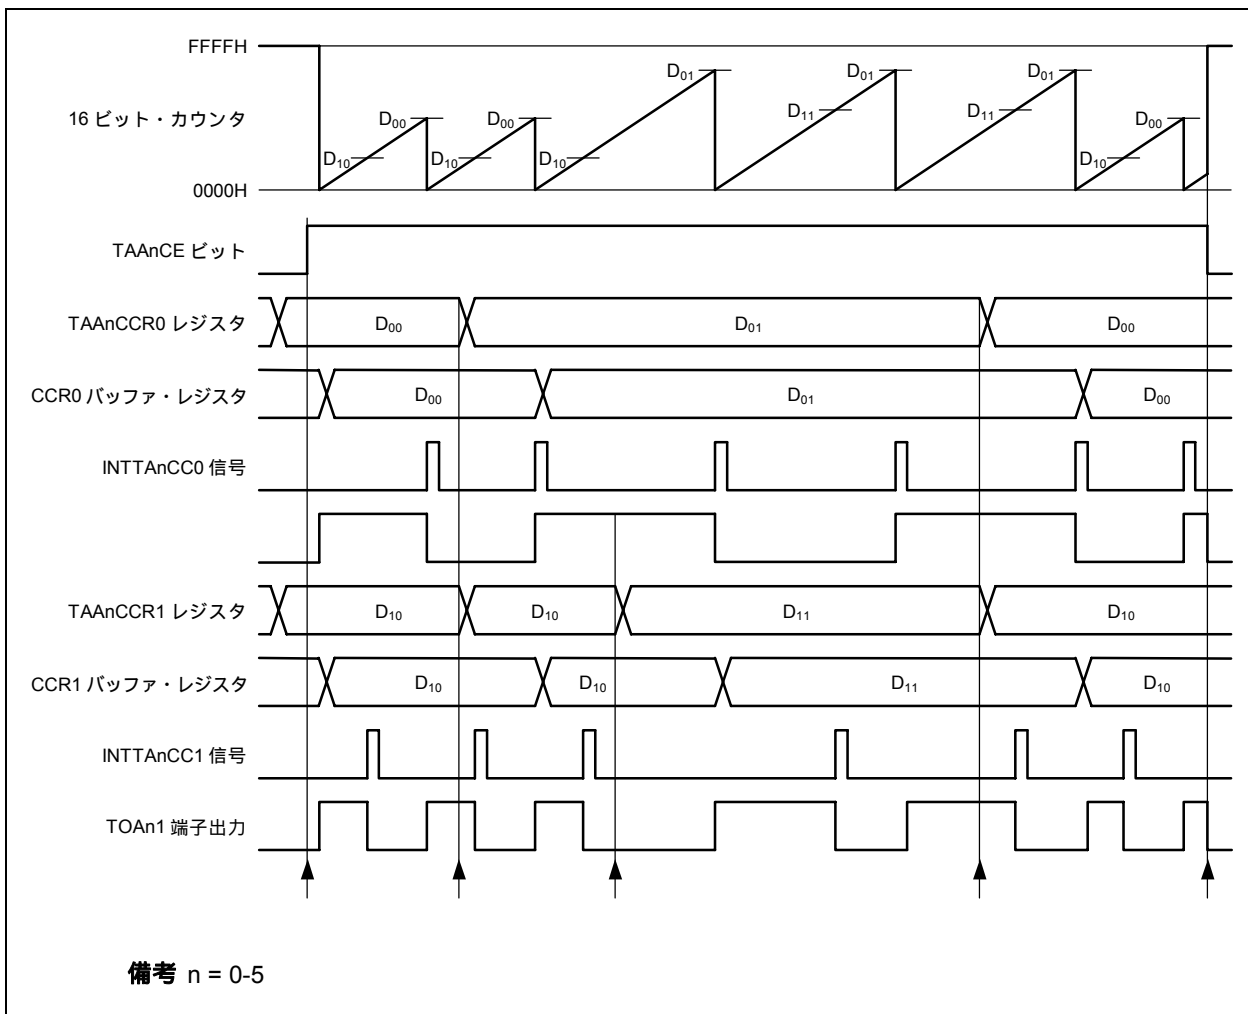 FFFFH
D01 D01 D01
16 ビット・カウンタ D00 D00 D11 D11 D00
D10 D10 D10 D10
0000H
TAAnCE ビット
TAAnCCR0 レジスタ D00 D01 D00
CCR0 バッファ・レジスタ D00 D01 D00
INTTAnCC0 信号
TAAnCCR1 レジスタ D10 D10 D11 D10
CCR1 バッファ・レジスタ D10 D10 D11 D10
INTTAnCC1 信号
TOAn1 端子出力
備考 n = 0-5